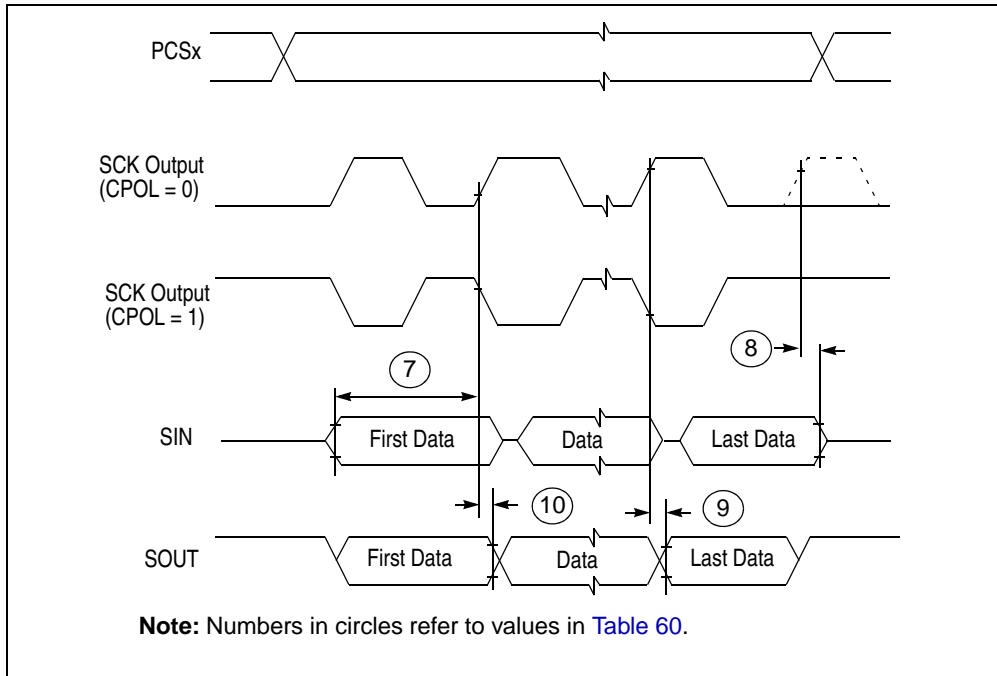 PCSx
SCK Output
(CPOL = 0)
SCK Output
(CPOL = 1)
8
7
SIN
First Data
Data
Last Data
10
9
SOUT
First Data
Data
Last Data
Note: Numbers in circles refer to values in Table 60.